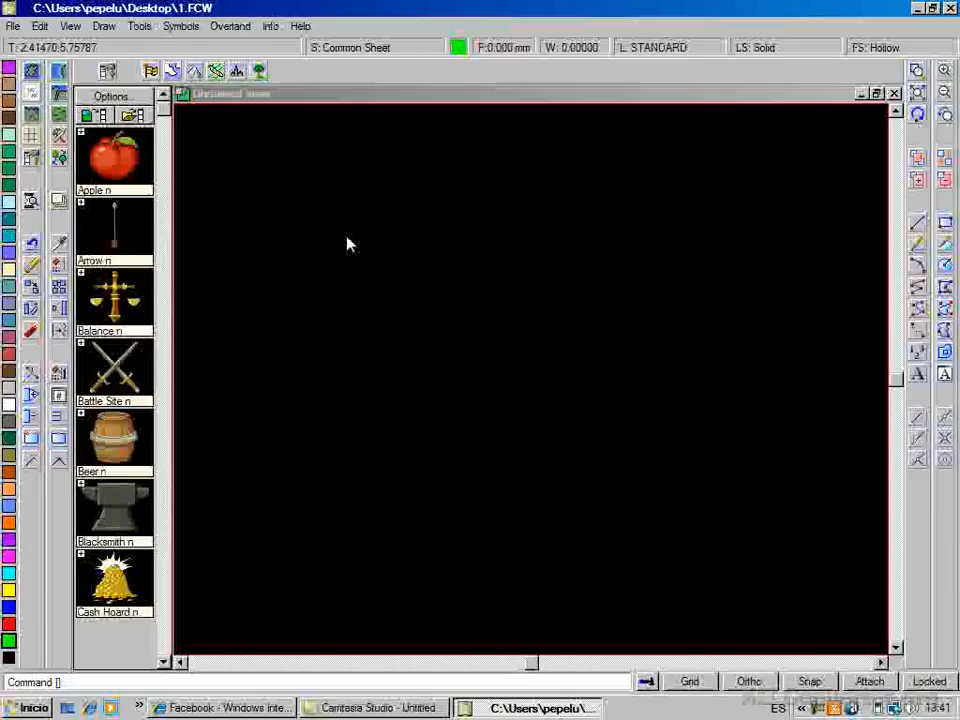 C:\Users\pepelu\Desktop\1.FCW
File Edit View Draw Tools Symbols Overland Info Help
T: 2.41470,5.75787 S: Common Sheet F:0.000 mm W: 0.00000 L: STANDARD LS: Solid FS: Hollow
Options...
Apple n
Arrow n
Balance n
Battle Site n
Beer n
Blacksmith n
Cash Hoard n
Command []:
Grid Ortho Snap Attach Locked
Inicio Facebook - Windows Inte... Camtasia Studio - Untitled C:\Users\pepelu\... ES 13:41